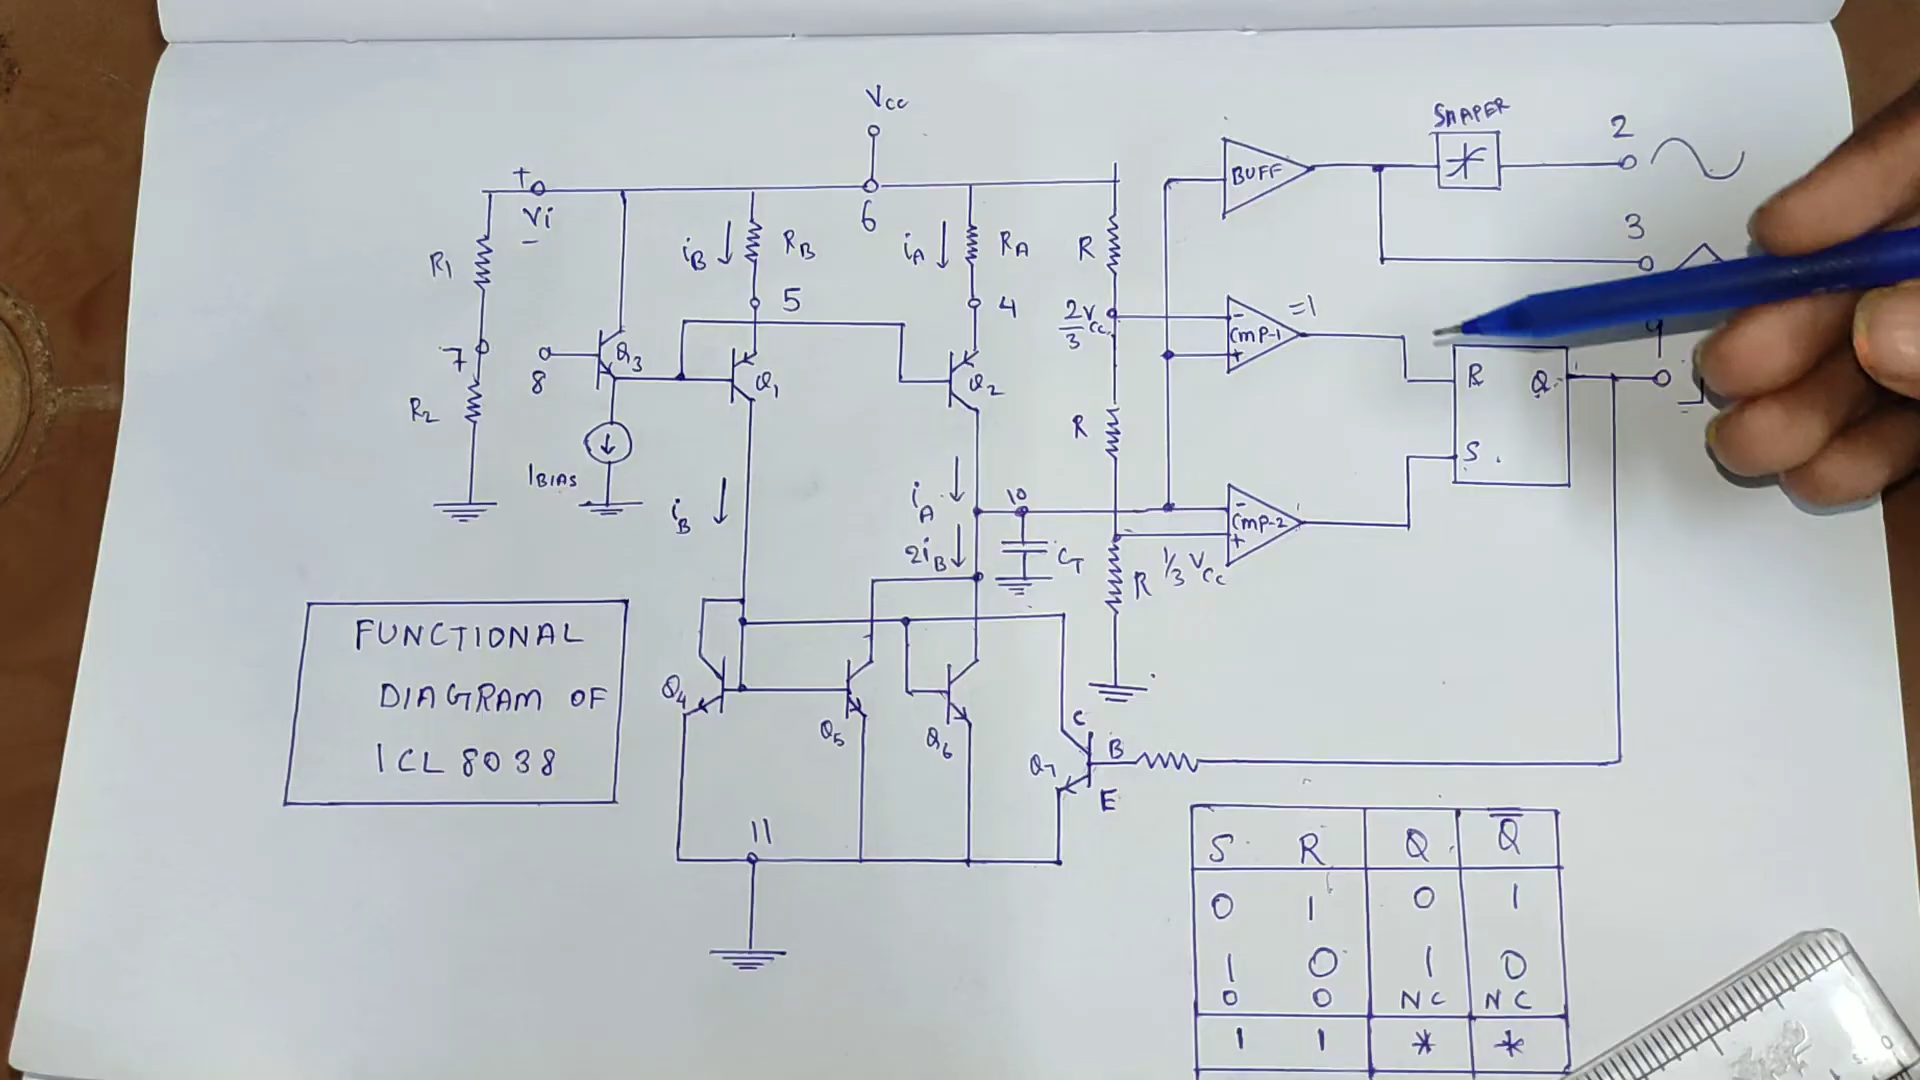 Vcc
SHAPER
2
+
Vi
-
6
BUFF
3
R1
iB
RB
iA
RA
R
5
4
2Vcc/3
-
CMP-1
+
=1
7
8
Q3
Q1
Q2
R
Q
4
R2
R
S
IBIAS
iB
iA
10
2iB
CT
-
CMP-2
+
R
1/3 Vcc
FUNCTIONAL
DIAGRAM OF
ICL 8038
Q4
Q5
Q6
C
Q7
B
E
11
S R Q Q̅
0 1 0 1
1 0 1 0
0 0 NC NC
1 1 * *